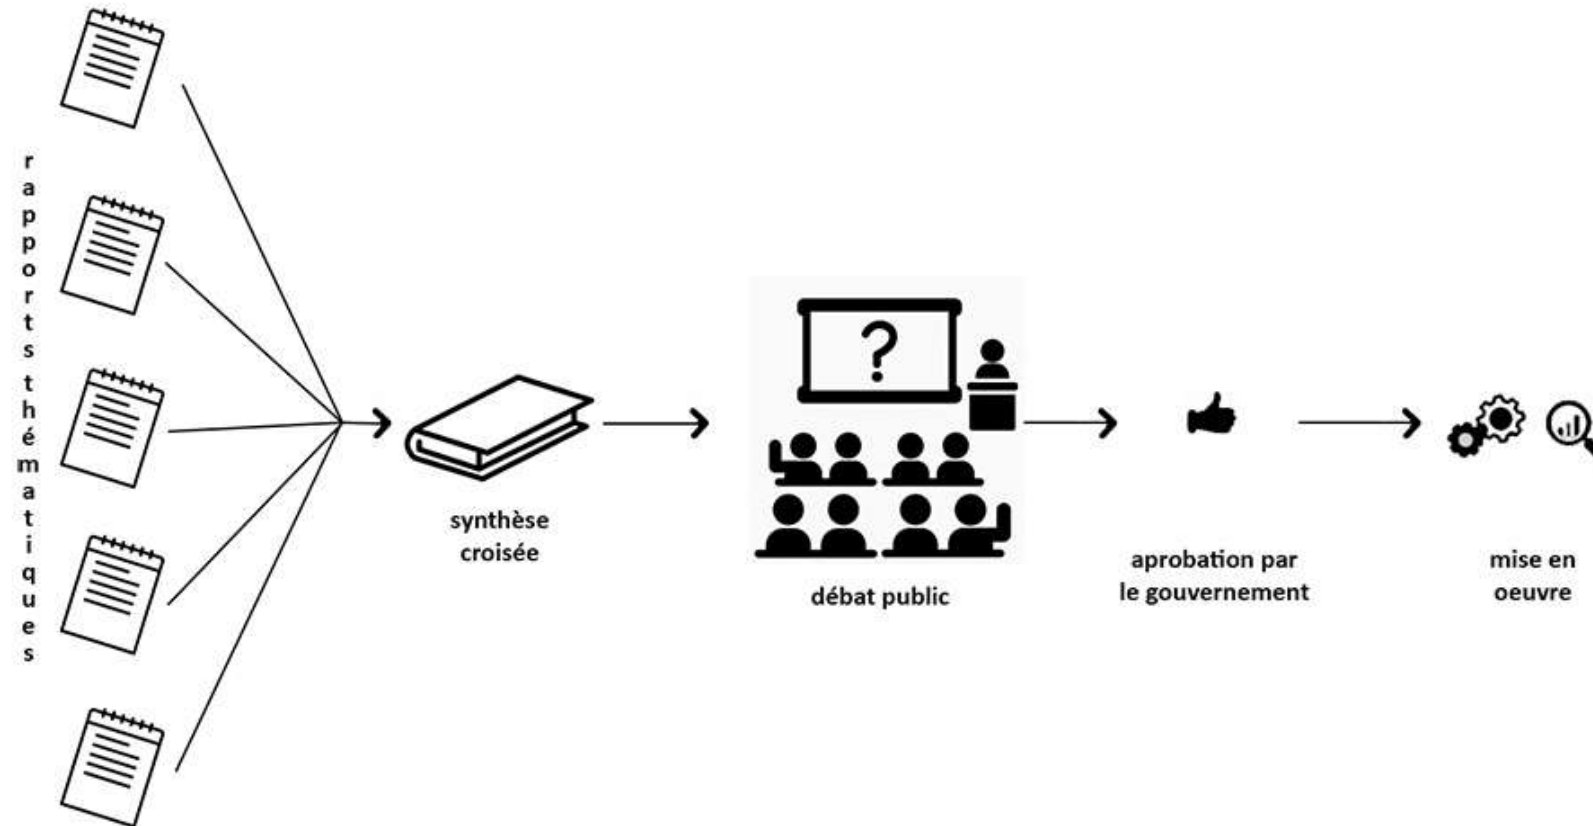 rapports thématiques
synthèse
croisée
?
débat public
aprobation par
le gouvernement
mise en
oeuvre